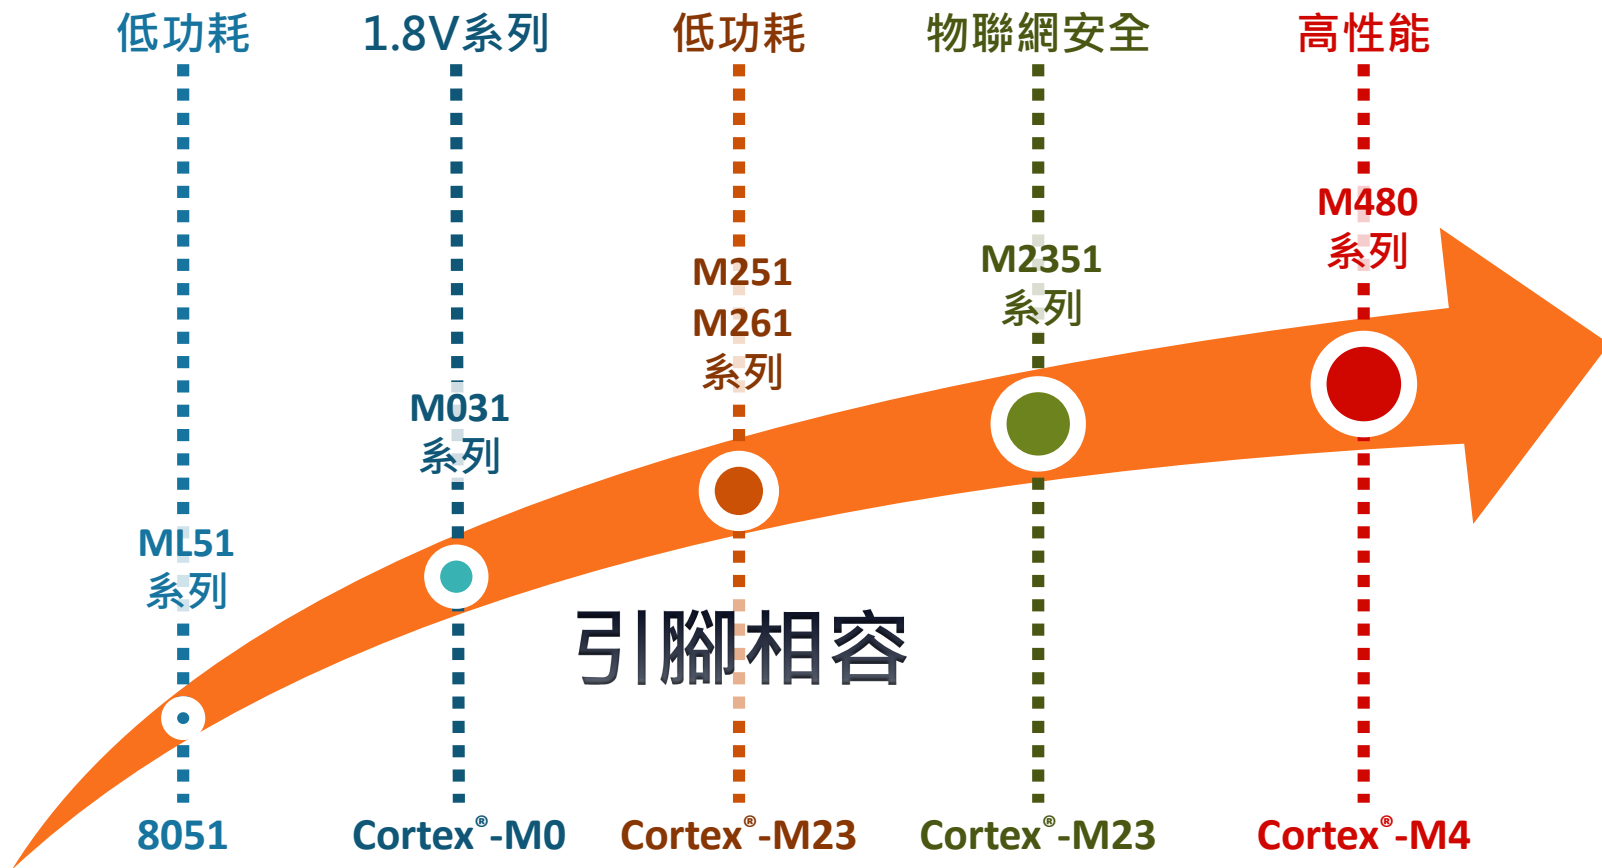 低功耗
1.8V系列
低功耗
物聯網安全
高性能
M480
系列
M2351
系列
M251
M261
系列
M031
系列
ML51
系列
引腳相容
8051
Cortex®-M0
Cortex®-M23
Cortex®-M23
Cortex®-M4